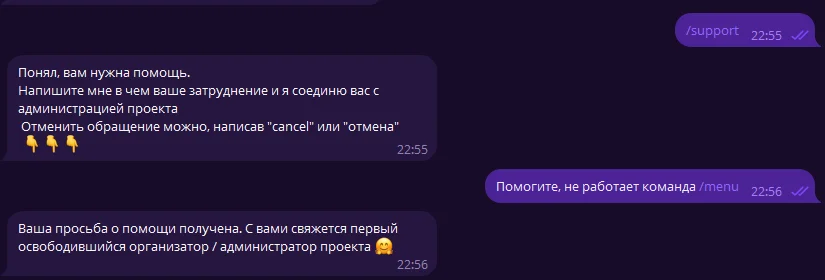 /support 22:55
Понял, вам нужна помощь.
Напишите мне в чем ваше затруднение и я соединю вас с
администрацией проекта
Отменить обращение можно, написав "cancel" или "отмена"
👇👇👇
22:55
Помогите, не работает команда /menu 22:56
Ваша просьба о помощи получена. С вами свяжется первый
освободившийся организатор / администратор проекта 🤗
22:56